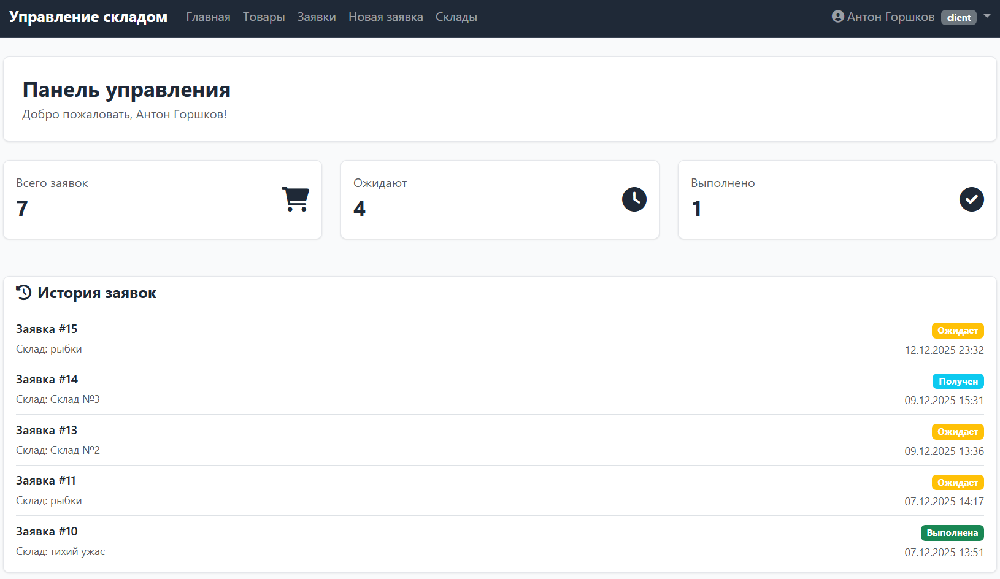 Управление складом Главная Товары Заявки Новая заявка Склады Антон Горшков client
Панель управления
Добро пожаловать, Антон Горшков!
Всего заявок
7
Ожидают
4
Выполнено
1
История заявок
Заявка #15 Ожидает
Склад: рыбки 12.12.2025 23:32
Заявка #14 Получен
Склад: Склад №3 09.12.2025 15:31
Заявка #13 Ожидает
Склад: Склад №2 09.12.2025 13:36
Заявка #11 Ожидает
Склад: рыбки 07.12.2025 14:17
Заявка #10 Выполнена
Склад: тихий ужас 07.12.2025 13:51